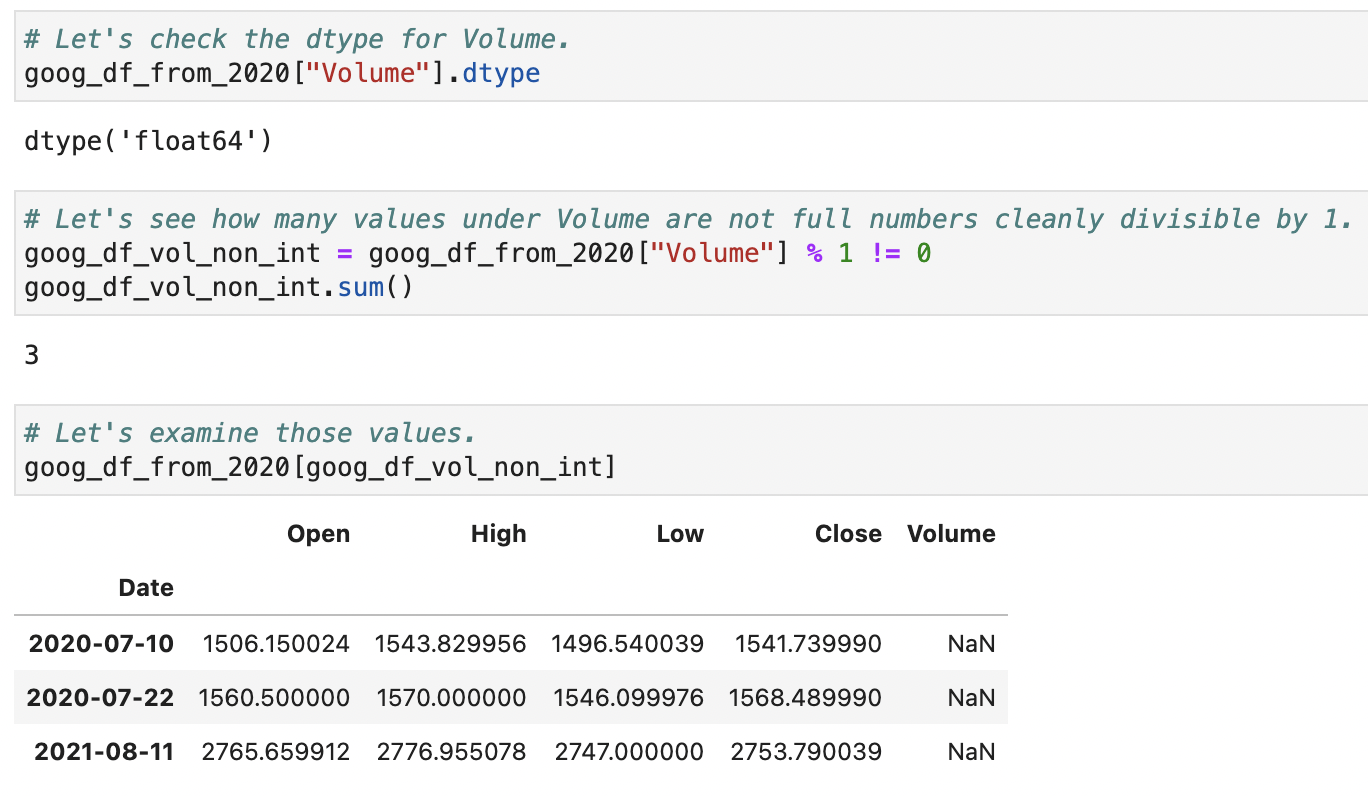 # Let's check the dtype for Volume.
goog_df_from_2020["Volume"].dtype
dtype('float64')
# Let's see how many values under Volume are not full numbers cleanly divisible by 1.
goog_df_vol_non_int = goog_df_from_2020["Volume"] % 1 != 0
goog_df_vol_non_int.sum()
3
# Let's examine those values.
goog_df_from_2020[goog_df_vol_non_int]
Open High Low Close Volume
Date
2020-07-10 1506.150024 1543.829956 1496.540039 1541.739990 NaN
2020-07-22 1560.500000 1570.000000 1546.099976 1568.489990 NaN
2021-08-11 2765.659912 2776.955078 2747.000000 2753.790039 NaN